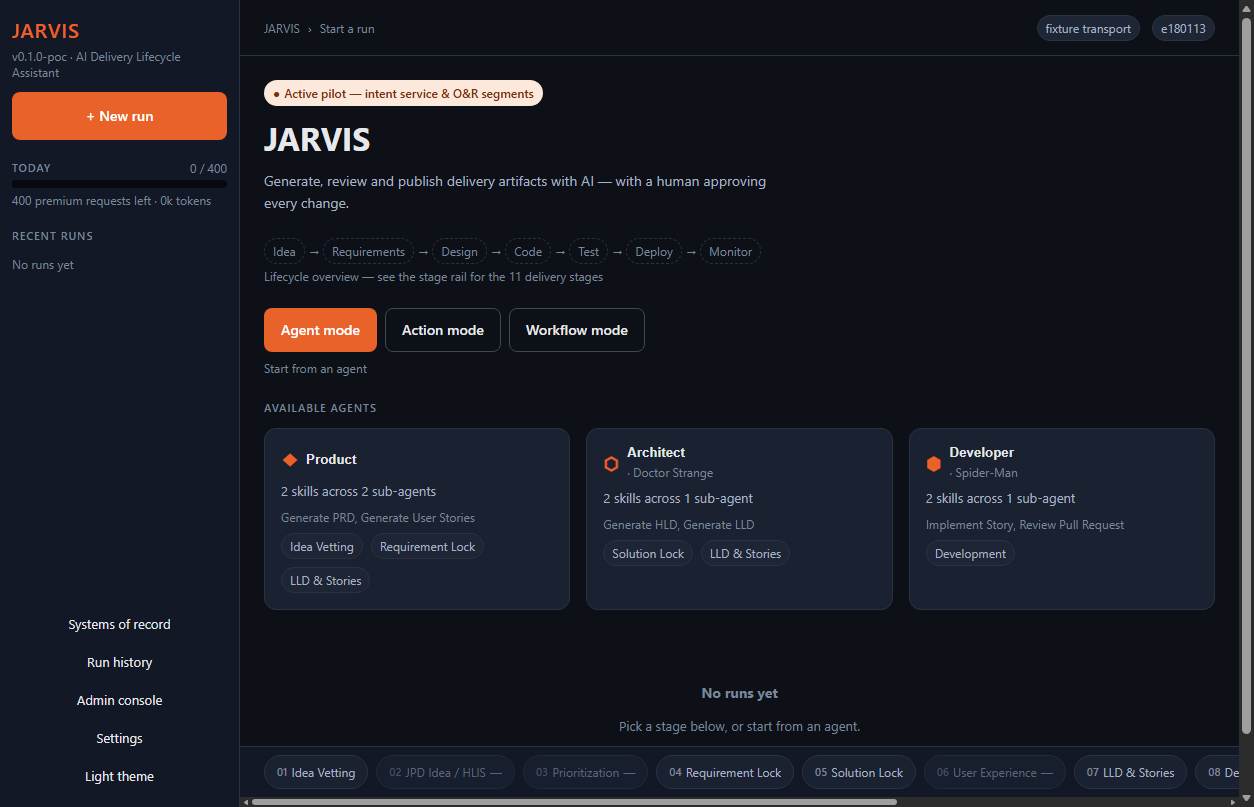 JARVIS
v0.1.0-poc · AI Delivery Lifecycle
Assistant
+ New run
TODAY 0 / 400
400 premium requests left · 0k tokens
RECENT RUNS
No runs yet
Systems of record
Run history
Admin console
Settings
Light theme
JARVIS › Start a run
fixture transport e180113
● Active pilot — intent service & O&R segments
JARVIS
Generate, review and publish delivery artifacts with AI — with a human approving
every change.
Idea → Requirements → Design → Code → Test → Deploy → Monitor
Lifecycle overview — see the stage rail for the 11 delivery stages
Agent mode Action mode Workflow mode
Start from an agent
AVAILABLE AGENTS
Product
2 skills across 2 sub-agents
Generate PRD, Generate User Stories
Idea Vetting Requirement Lock
LLD & Stories
Architect
· Doctor Strange
2 skills across 1 sub-agent
Generate HLD, Generate LLD
Solution Lock LLD & Stories
Developer
· Spider-Man
2 skills across 1 sub-agent
Implement Story, Review Pull Request
Development
No runs yet
Pick a stage below, or start from an agent.
01 Idea Vetting 02 JPD Idea / HLIS — 03 Prioritization — 04 Requirement Lock 05 Solution Lock 06 User Experience — 07 LLD & Stories 08 De